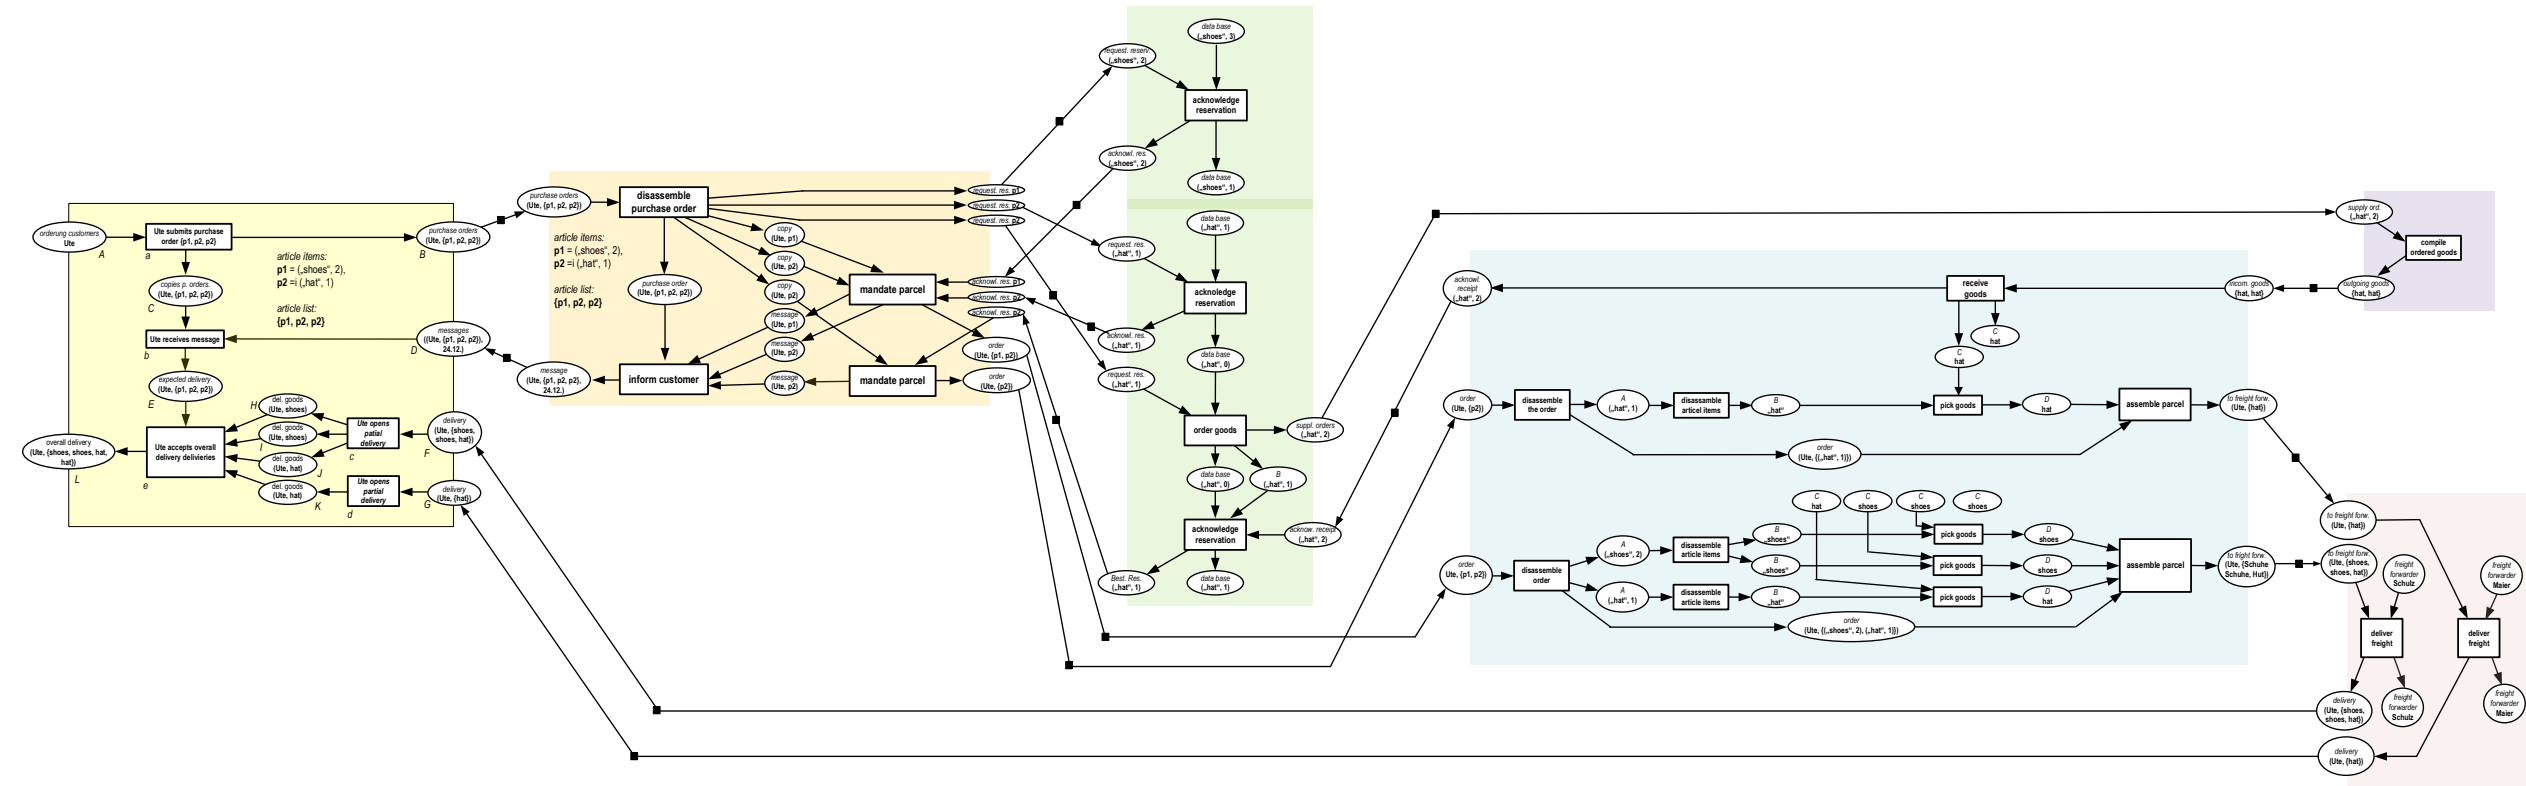 orderung customers
Ute
A
Ute submits purchase
order {p1, p2, p2}
a
purchase orders
(Ute, {p1, p2, p2})
B
article items:
p1 = („shoes“, 2),
p2 =i („hat“, 1)
article list:
{p1, p2, p2}
copies p. orders.
(Ute, {p1, p2, p2})
C
Ute receives message
b
messages
((Ute, {p1, p2, p2}),
24.12.)
D
expected delivery.
(Ute, {p1, p2, p2})
E
H
del. goods
(Ute, shoes)
del. goods
(Ute, shoes)
I
del. goods
(Ute, hat)
J
del. goods
(Ute, hat)
K
Ute opens
patial
delivery
c
Ute opens
partial
delivery
d
delivery
(Ute, {shoes,
shoes, hat})
F
delivery
(Ute, {hat})
G
Ute accepts overall
delivery delivieries
e
overall delivery
(Ute, {shoes, shoes, hat,
hat})
L
purchase orders
(Ute, {p1, p2, p2})
disassemble
purchase order
article items:
p1 = („shoes“, 2),
p2 =i („hat“, 1)
article list:
{p1, p2, p2}
purchase order
(Ute, {p1, p2, p2})
copy
(Ute, p1)
copy
(Ute, p2)
copy
(Ute, p2)
message
(Ute, p1)
message
(Ute, p2)
message
(Ute, p2)
mandate parcel
mandate parcel
inform customer
message
(Ute, {p1, p2, p2},
24.12.)
request. res. p1
request. res. p2
request. res. p2
acknowl. res. p1
acknowl. res. p2
acknowl. res. p2
order
(Ute, {p1, p2})
order
(Ute, {p2})
data base
(„shoes“, 3)
request. reserv.
(„shoes“, 2)
acknowledge
reservation
acknowl. res.
(„shoes“, 2)
data base
(„shoes“, 1)
data base
(„hat“, 1)
request. res.
(„hat“, 1)
acknoledge
reservation
acknowl. res.
(„hat“, 1)
data base
(„hat“, 0)
request. res.
(„hat“, 1)
order goods
suppl. orders
(„hat“, 2)
data base
(„hat“, 0)
B
(„hat“, 1)
acknowledge
reservation
acknow. receipt
(„hat“, 2)
Best. Res.
(„hat“, 1)
data base
(„hat“, 1)
acknowl.
receipt
(„hat“, 2)
receive
goods
incom. goods
{hat, hat}
outgoing goods
{hat, hat}
supply ord.
(„hat“, 2)
compile
ordered goods
C
hat
C
hat
order
(Ute, {p2})
disassemble
the order
A
(„hat“, 1)
disassemble
articel items
B
„hat“
pick goods
D
hat
assemble parcel
to freight forw.
(Ute, {hat})
order
(Ute, {(„hat“, 1)})
C
hat
C
shoes
C
shoes
C
shoes
order
Ute, {p1, p2})
disassemble
order
A
(„shoes“, 2)
A
(„hat“, 1)
disassemble
article items
disassemble
article items
B
„shoes“
B
„shoes“
B
„hat“
pick goods
pick goods
pick goods
D
shoes
D
shoes
D
hat
assemble parcel
to fright forw.
(Ute, {Schuhe
Schuhe, Hut})
order
(Ute, {(„shoes“, 2), („hat“, 1)})
to freight forw.
(Ute, {hat})
to freight forw.
(Ute, {shoes,
shoes, hat})
freight
forwarder
Schulz
freight
forwarder
Maier
deliver
freight
deliver
freight
delivery
(Ute, {shoes,
shoes, hat})
freight
forwarder
Schulz
freight
forwarder
Maier
delivery
(Ute, {hat})